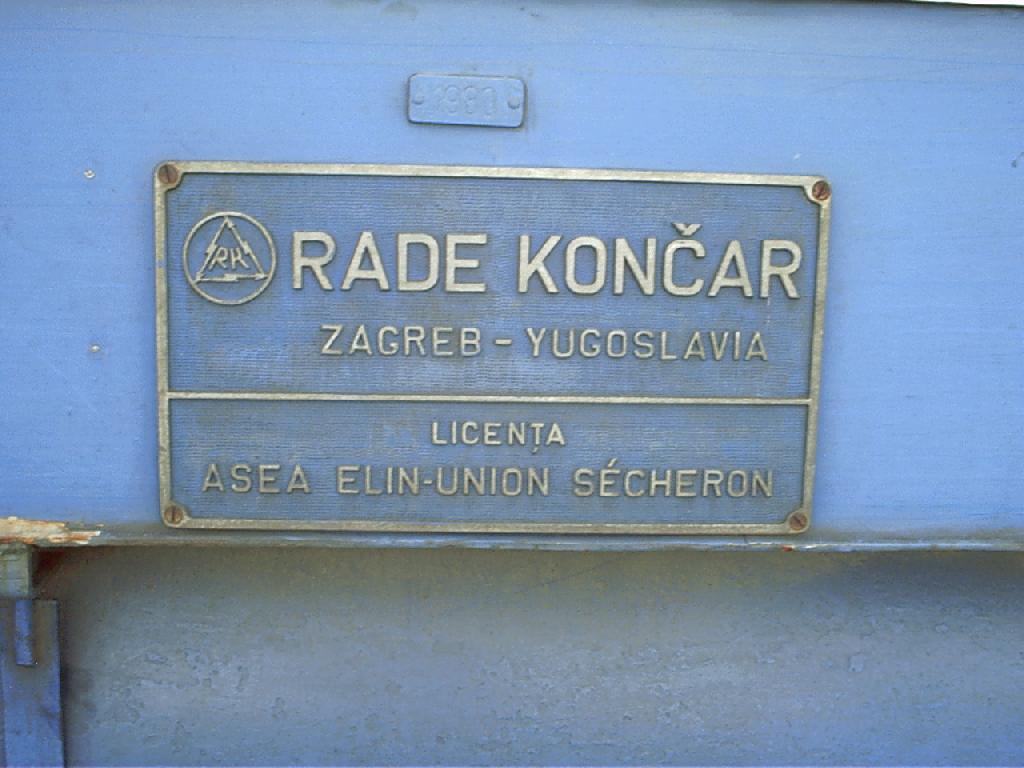 1980
RK
RADE KONČAR
ZAGREB - YUGOSLAVIA
LICENȚA
ASEA ELIN-UNION SÉCHERON